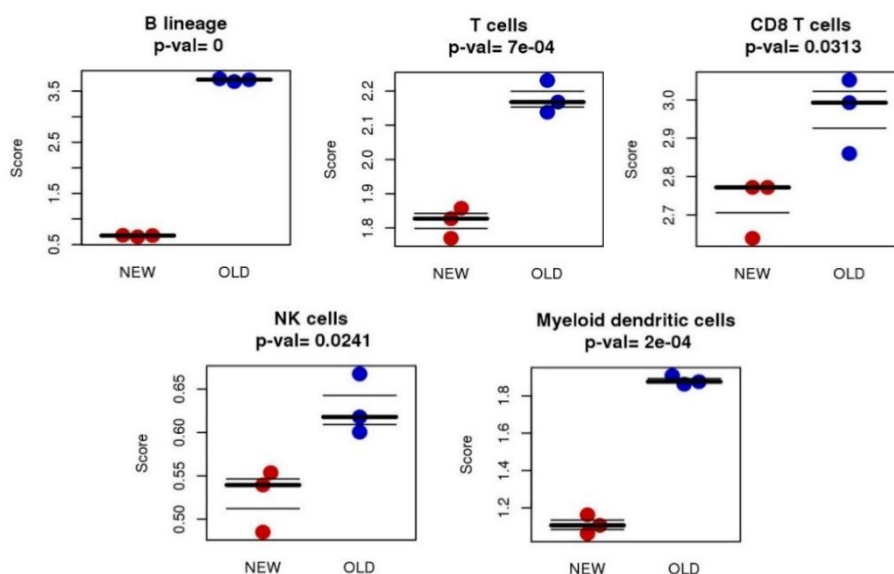 B lineage
p-val= 0
Score
3.5
2.5
1.5
0.5
NEW
OLD
T cells
p-val= 7e-04
Score
2.2
2.1
2.0
1.9
1.8
NEW
OLD
CD8 T cells
p-val= 0.0313
Score
3.0
2.9
2.8
2.7
NEW
OLD
NK cells
p-val= 0.0241
Score
0.65
0.60
0.55
0.50
NEW
OLD
Myeloid dendritic cells
p-val= 2e-04
Score
1.8
1.6
1.4
1.2
NEW
OLD